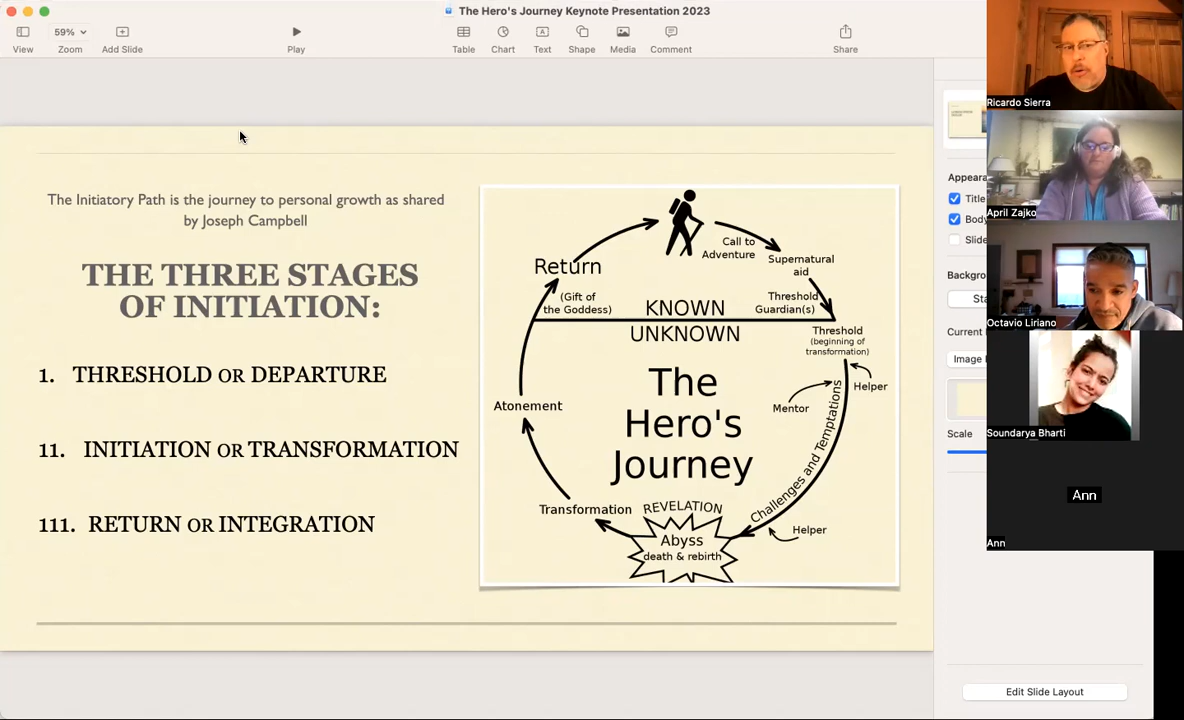 The Hero's Journey Keynote Presentation 2023
59%
View
Zoom
Add Slide
Play
Table
Chart
Text
Shape
Media
Comment
Share
The Initiatory Path is the journey to personal growth as shared
by Joseph Campbell
THE THREE STAGES
OF INITIATION:
1. THRESHOLD OR DEPARTURE
11. INITIATION OR TRANSFORMATION
111. RETURN OR INTEGRATION
Call to
Adventure
Supernatural
aid
Return
(Gift of
the Goddess)
KNOWN
Threshold
Guardian(s)
UNKNOWN
Threshold
(beginning of
transformation)
Helper
Mentor
The
Hero's
Journey
Challenges and Temptations
Atonement
Transformation
REVELATION
Abyss
death & rebirth
Helper
Appeara
Title
Body
Slide
Backgro
Sta
Current
Image
Scale
Edit Slide Layout
Ricardo Sierra
April Zajko
Octavio Liriano
Soundarya Bharti
Ann
Ann